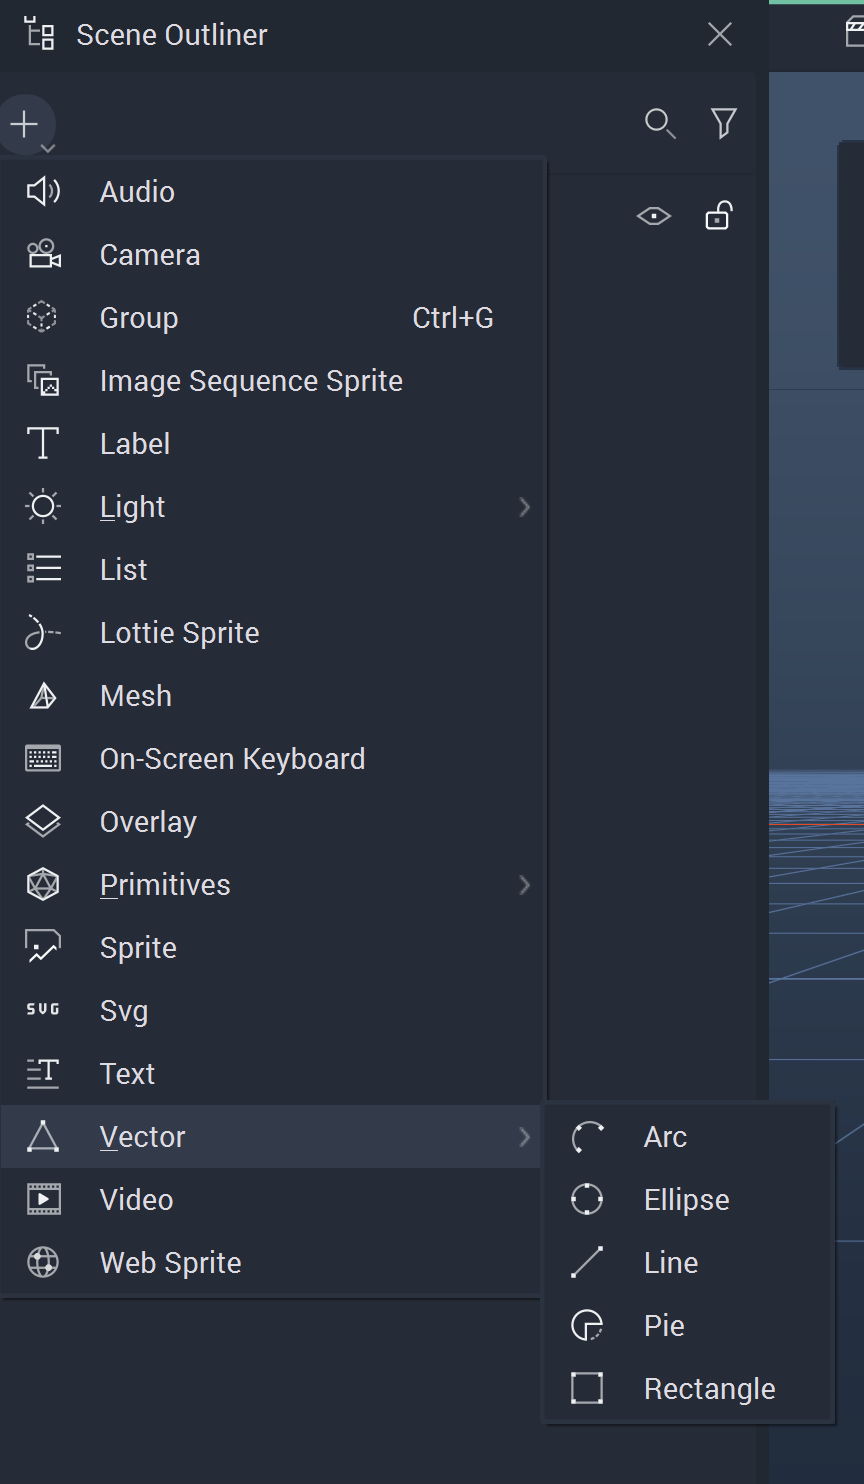 Scene Outliner
Audio
Camera
Group Ctrl+G
Image Sequence Sprite
Label
Light
List
Lottie Sprite
Mesh
On-Screen Keyboard
Overlay
Primitives
Sprite
SVG Svg
Text
Vector
Arc
Video
Ellipse
Web Sprite
Line
Pie
Rectangle